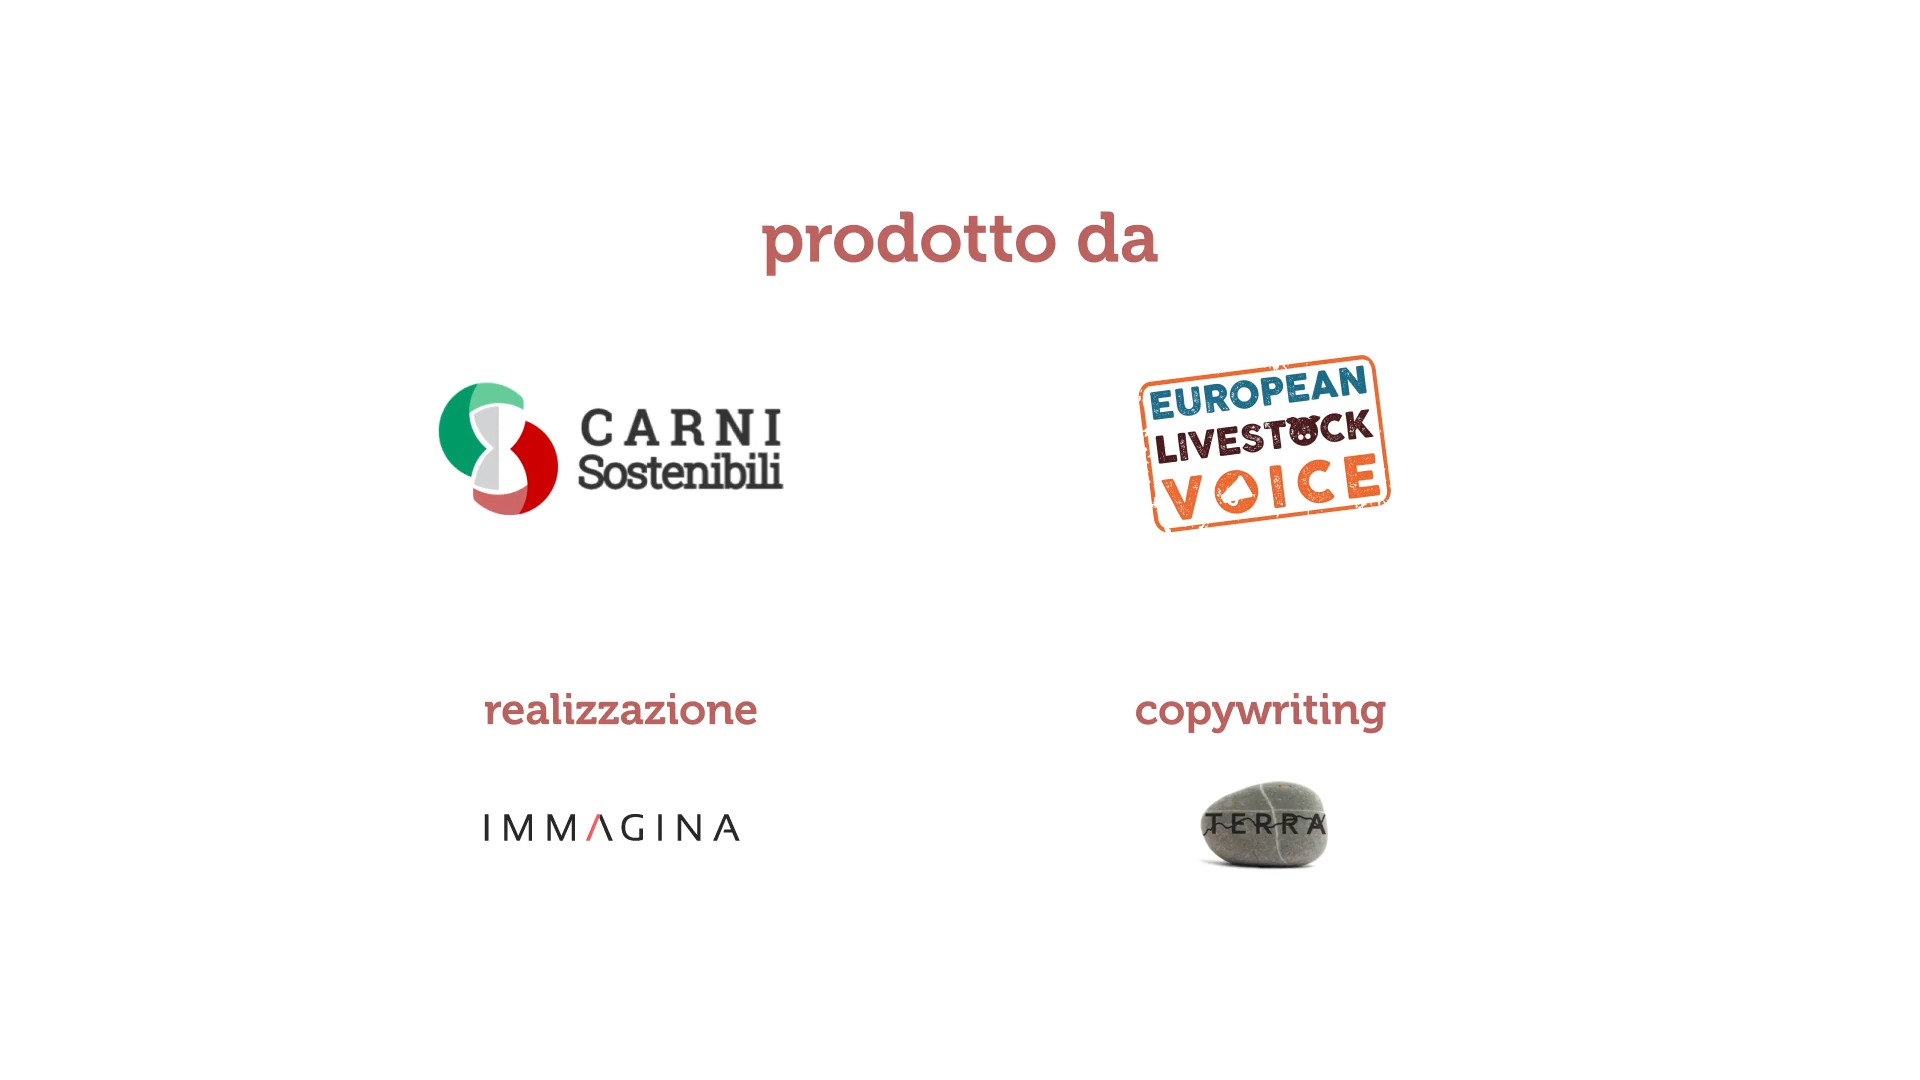 prodotto da
CARNI
Sostenibili
EUROPEAN
LIVESTOCK
VOICE
realizzazione
copywriting
IMMAGINA
TERRA